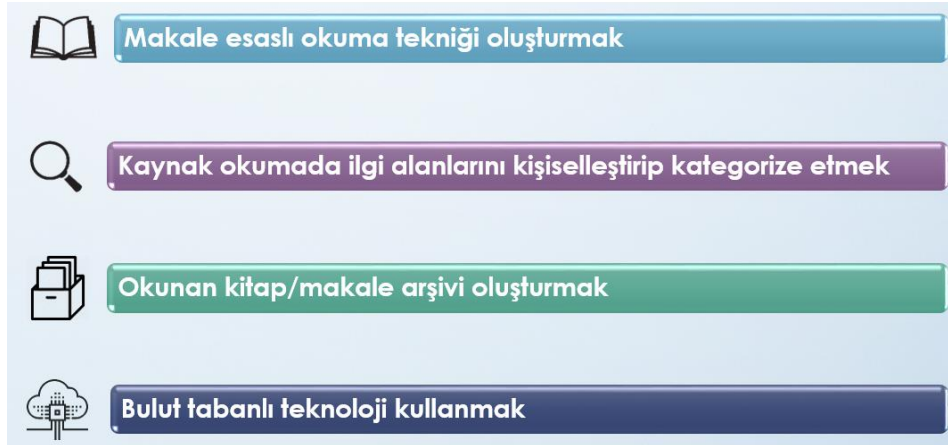 Makale esaslı okuma tekniği oluşturmak
Kaynak okumada ilgi alanlarını kişiselleştirip kategorize etmek
Okunan kitap/makale arşivi oluşturmak
Bulut tabanlı teknoloji kullanmak